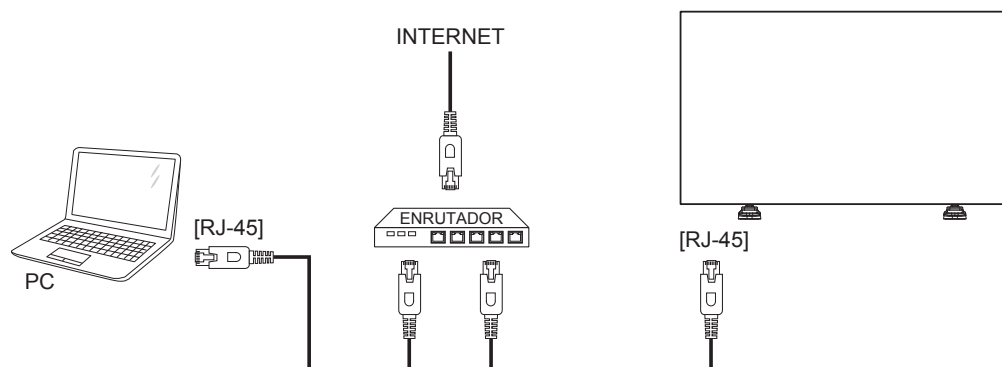 INTERNET
ENRUTADOR
[RJ-45]
[RJ-45]
PC